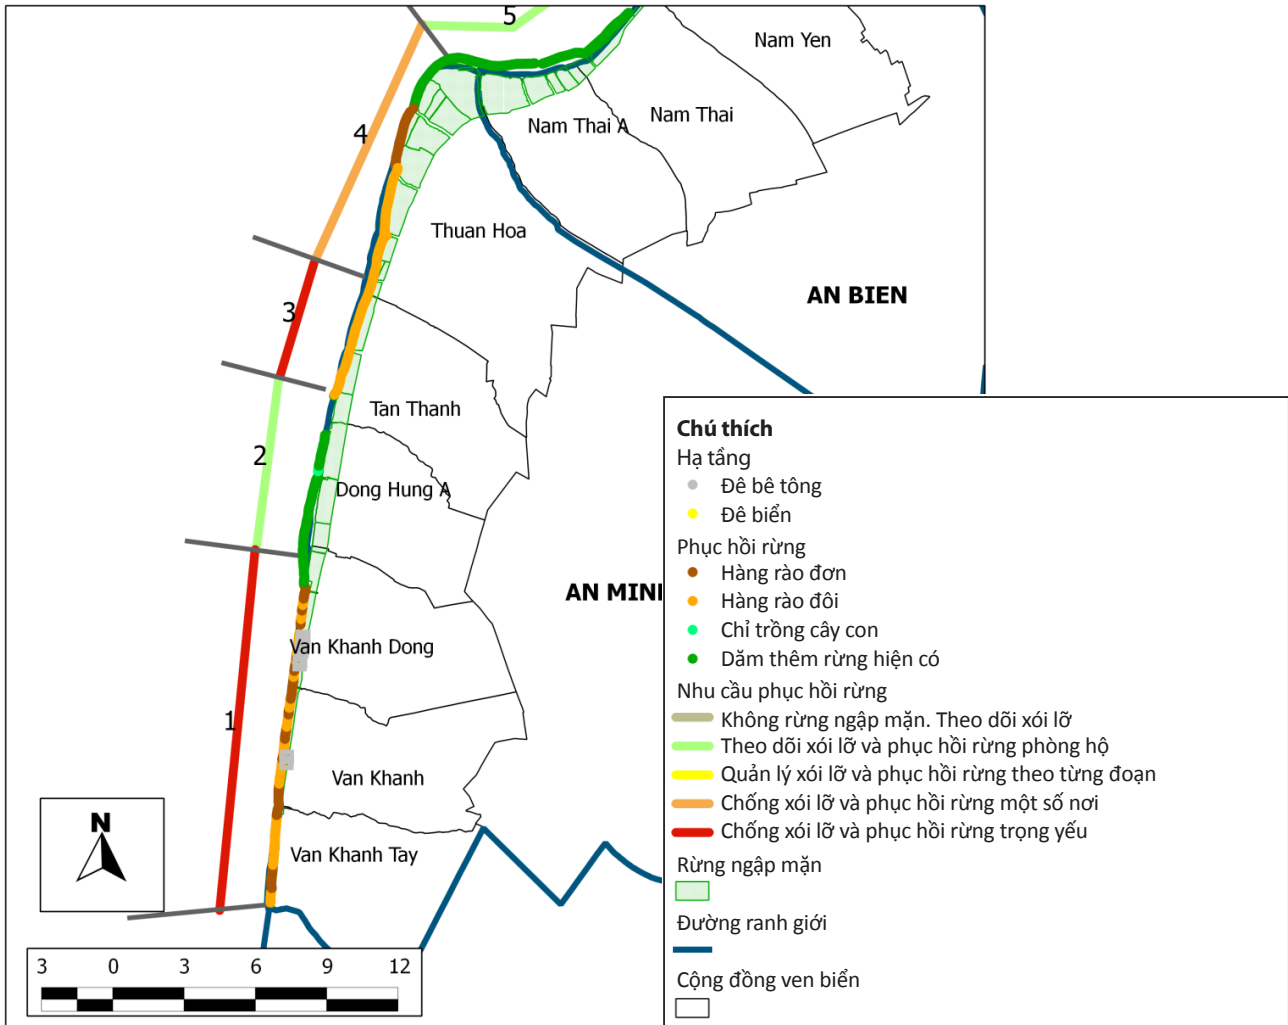 5
Nam Yen
4
Nam Thai A
Nam Thai
Thuan Hoa
AN BIEN
3
Tan Thanh
2
Dong Hung A
AN MINH
Van Khanh Dong
1
Van Khanh
Van Khanh Tay
N
3 0 3 6 9 12
Chú thích
Hạ tầng
Đê bê tông
Đê biển
Phục hồi rừng
Hàng rào đơn
Hàng rào đôi
Chỉ trồng cây con
Dăm thêm rừng hiện có
Nhu cầu phục hồi rừng
Không rừng ngập mặn. Theo dõi xói lỡ
Theo dõi xói lỡ và phục hồi rừng phòng hộ
Quản lý xói lỡ và phục hồi rừng theo từng đoạn
Chống xói lỡ và phục hồi rừng một số nơi
Chống xói lỡ và phục hồi rừng trọng yếu
Rừng ngập mặn
Đường ranh giới
Cộng đồng ven biển